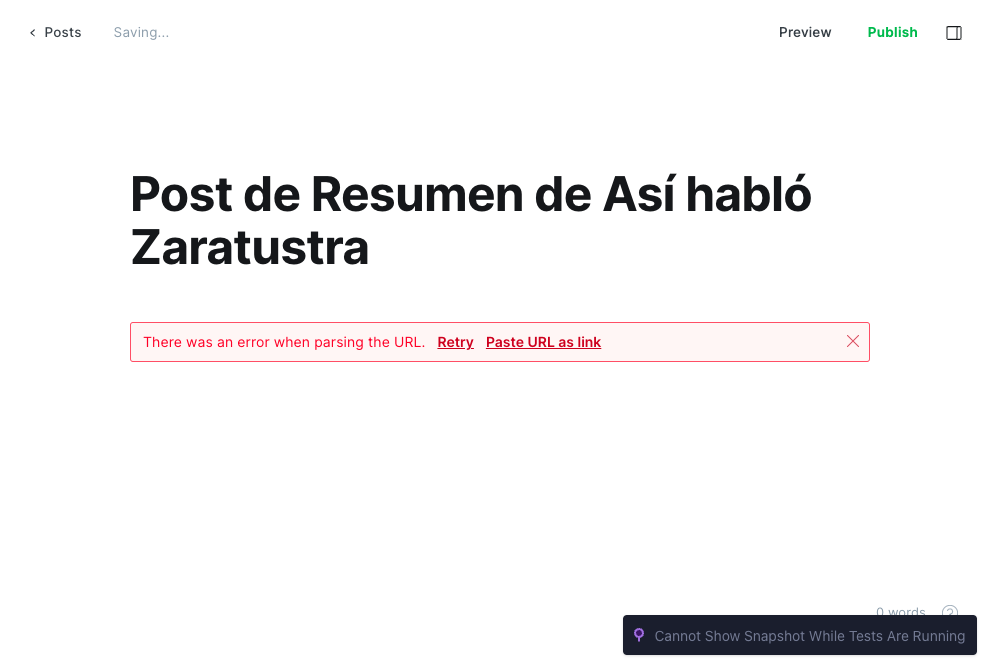 Posts
Saving...
Preview
Publish
Post de Resumen de Así habló
Zaratustra
There was an error when parsing the URL. Retry Paste URL as link
0 words
Cannot Show Snapshot While Tests Are Running